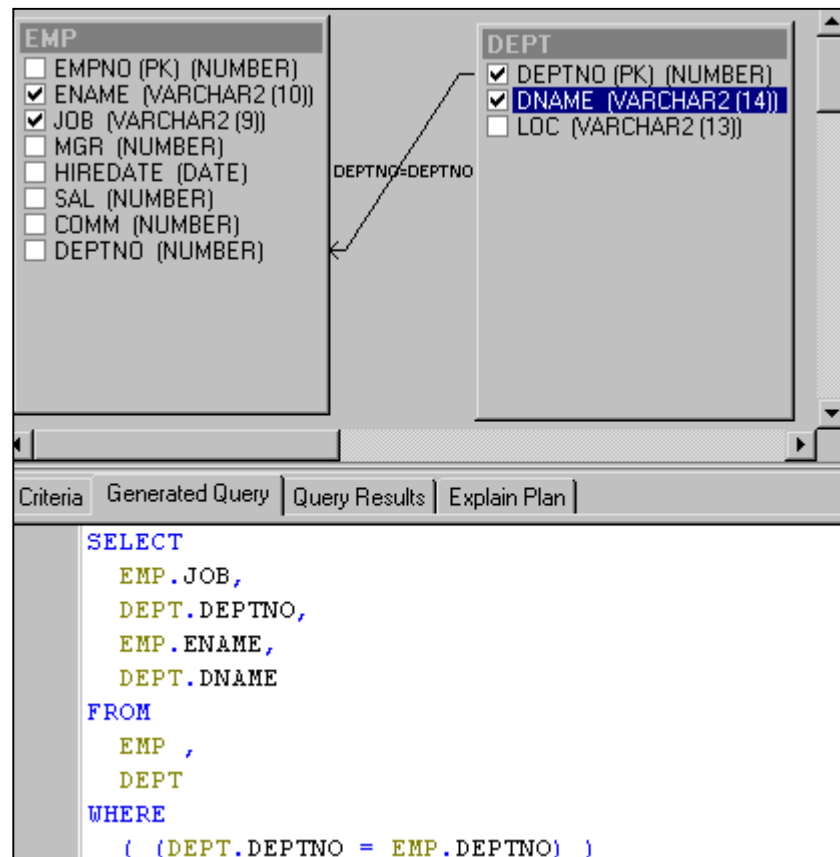 EMP
EMPNO (PK) (NUMBER)
ENAME (VARCHAR2 (10))
JOB (VARCHAR2 (9))
MGR (NUMBER)
HIREDATE (DATE)
SAL (NUMBER)
COMM (NUMBER)
DEPTNO (NUMBER)
DEPTNO=DEPTNO
DEPT
DEPTNO (PK) (NUMBER)
DNAME (VARCHAR2 (14))
LOC (VARCHAR2 (13))
Criteria Generated Query Query Results Explain Plan
SELECT
EMP.JOB,
DEPT.DEPTNO,
EMP.ENAME,
DEPT.DNAME
FROM
EMP ,
DEPT
WHERE
( (DEPT.DEPTNO = EMP.DEPTNO) )